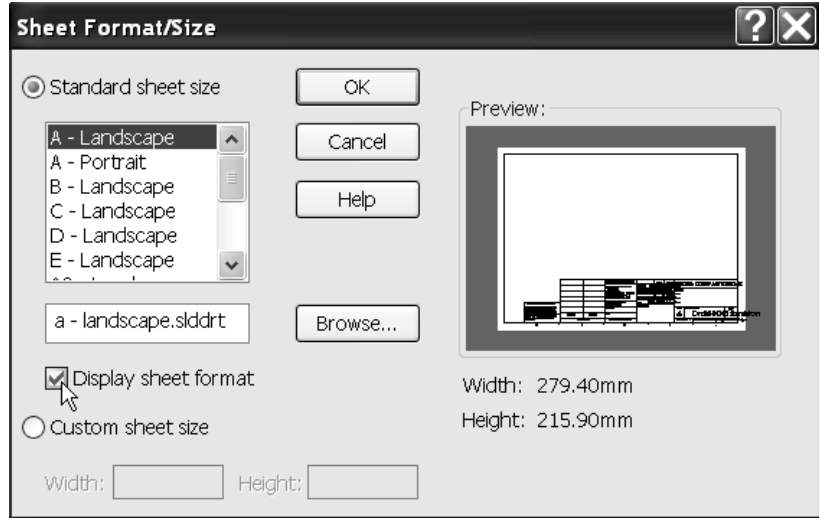 Sheet Format/Size
Standard sheet size
A - Landscape
A - Portrait
B - Landscape
C - Landscape
D - Landscape
E - Landscape
a - landscape.slddrt
Display sheet format
Custom sheet size
Width:
Height:
OK
Cancel
Help
Browse...
Preview:
Width: 279.40mm
Height: 215.90mm